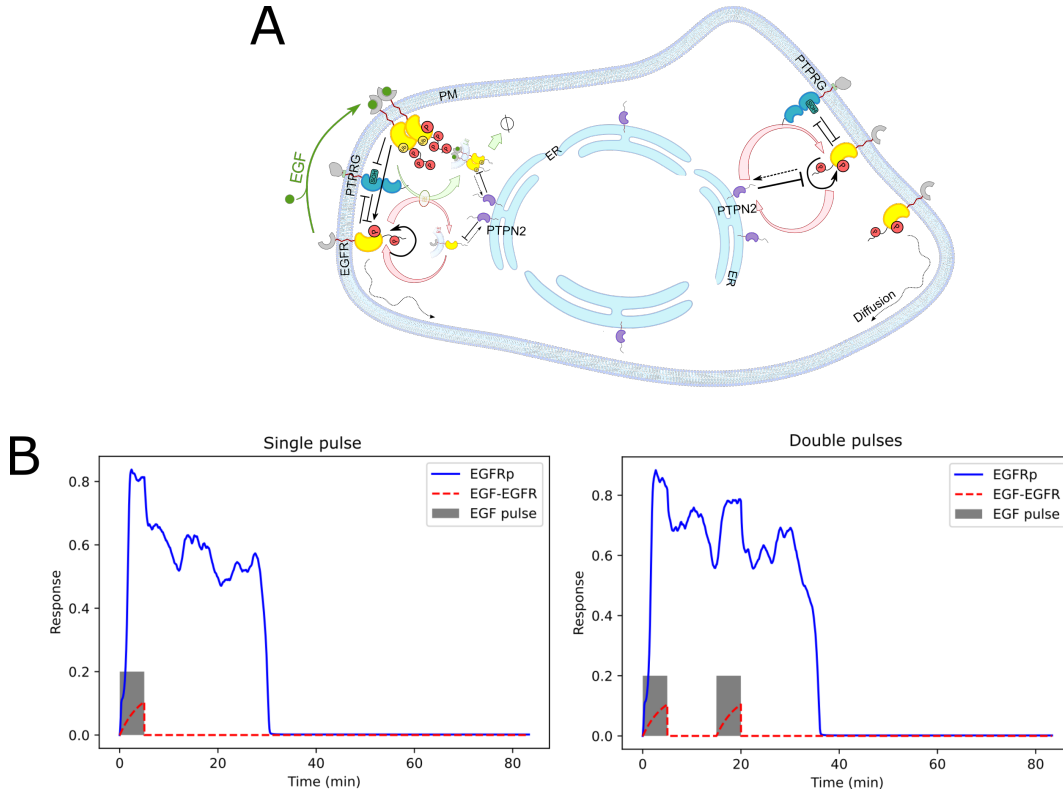 A
PM
EGF
PTPRG
EGFR
PTPN2
ER
PTPRG
PTPN2
ER
Diffusion
B
Single pulse
EGFRp
EGF-EGFR
EGF pulse
Response
0.8
0.6
0.4
0.2
0.0
0 20 40 60 80
Time (min)
Double pulses
EGFRp
EGF-EGFR
EGF pulse
Response
0.8
0.6
0.4
0.2
0.0
0 20 40 60 80
Time (min)